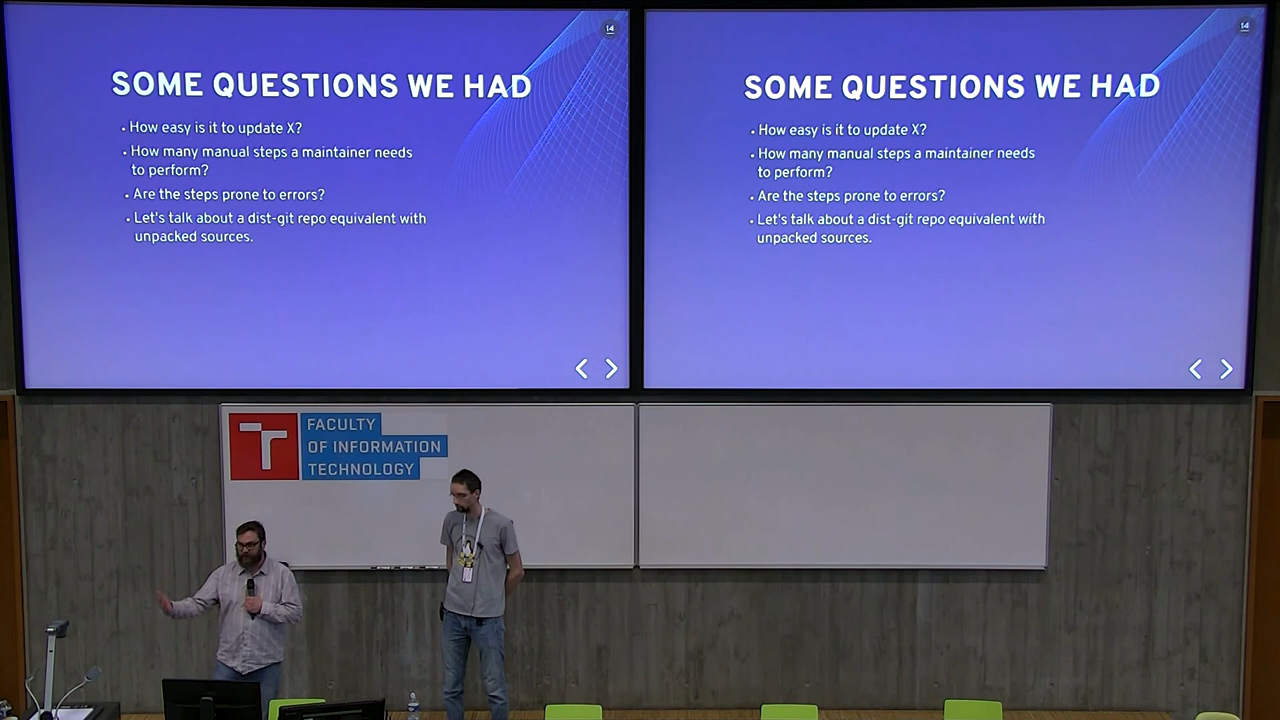 14
SOME QUESTIONS WE HAD
• How easy is it to update X?
• How many manual steps a maintainer needs
to perform?
• Are the steps prone to errors?
• Let's talk about a dist-git repo equivalent with
unpacked sources.
14
SOME QUESTIONS WE HAD
• How easy is it to update X?
• How many manual steps a maintainer needs
to perform?
• Are the steps prone to errors?
• Let's talk about a dist-git repo equivalent with
unpacked sources.
T
FACULTY
OF INFORMATION
TECHNOLOGY